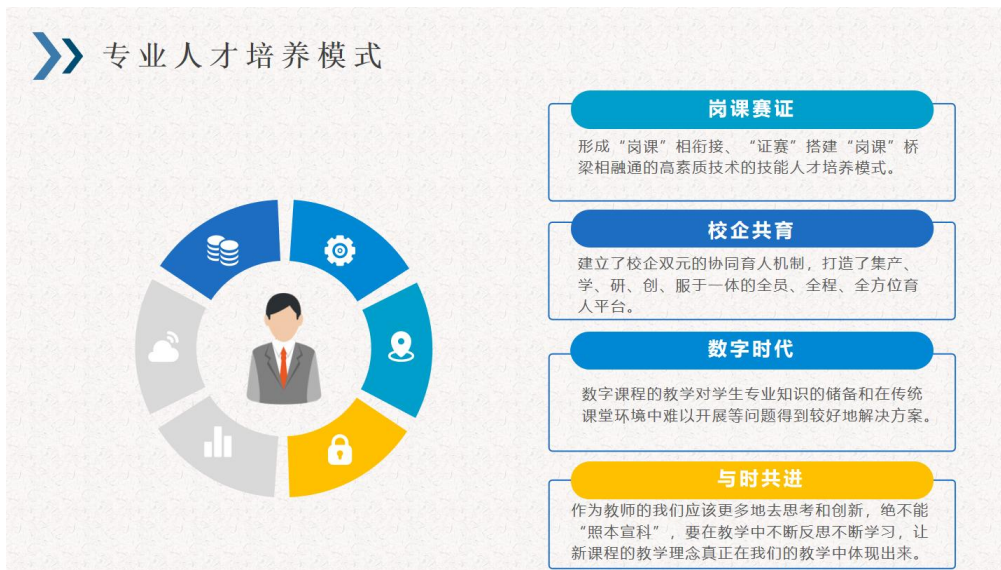 专业人才培养模式
岗课赛证
形成“岗课”相衔接、“证赛”搭建“岗课”桥
梁相融通的高素质技术的技能人才培养模式。
校企共育
建立了校企双元的协同育人机制，打造了集产、
学、研、创、服于一体的全员、全程、全方位育
人平台。
数字时代
数字课程的教学对学生专业知识的储备和在传统
课堂环境中难以开展等问题得到较好地解决方案。
与时共进
作为教师的我们应该更多地去思考和创新，绝不能
“照本宣科”，要在教学中不断反思不断学习，让
新课程的教学理念真正在我们的教学中体现出来。